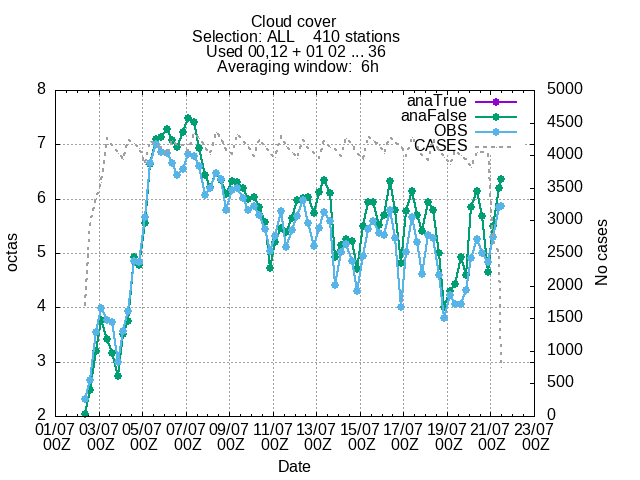 Cloud cover
Selection: ALL    410 stations
Used 00,12 + 01 02 ... 36
Averaging window:  6h
8
7
6
5
4
3
2
octas
5000
4500
4000
3500
3000
2500
2000
1500
1000
500
0
No cases
anaTrue
anaFalse
OBS
CASES
01/07 03/07 05/07 07/07 09/07 11/07 13/07 15/07 17/07 19/07 21/07 23/07
00Z 00Z 00Z 00Z 00Z 00Z 00Z 00Z 00Z 00Z 00Z 00Z
Date